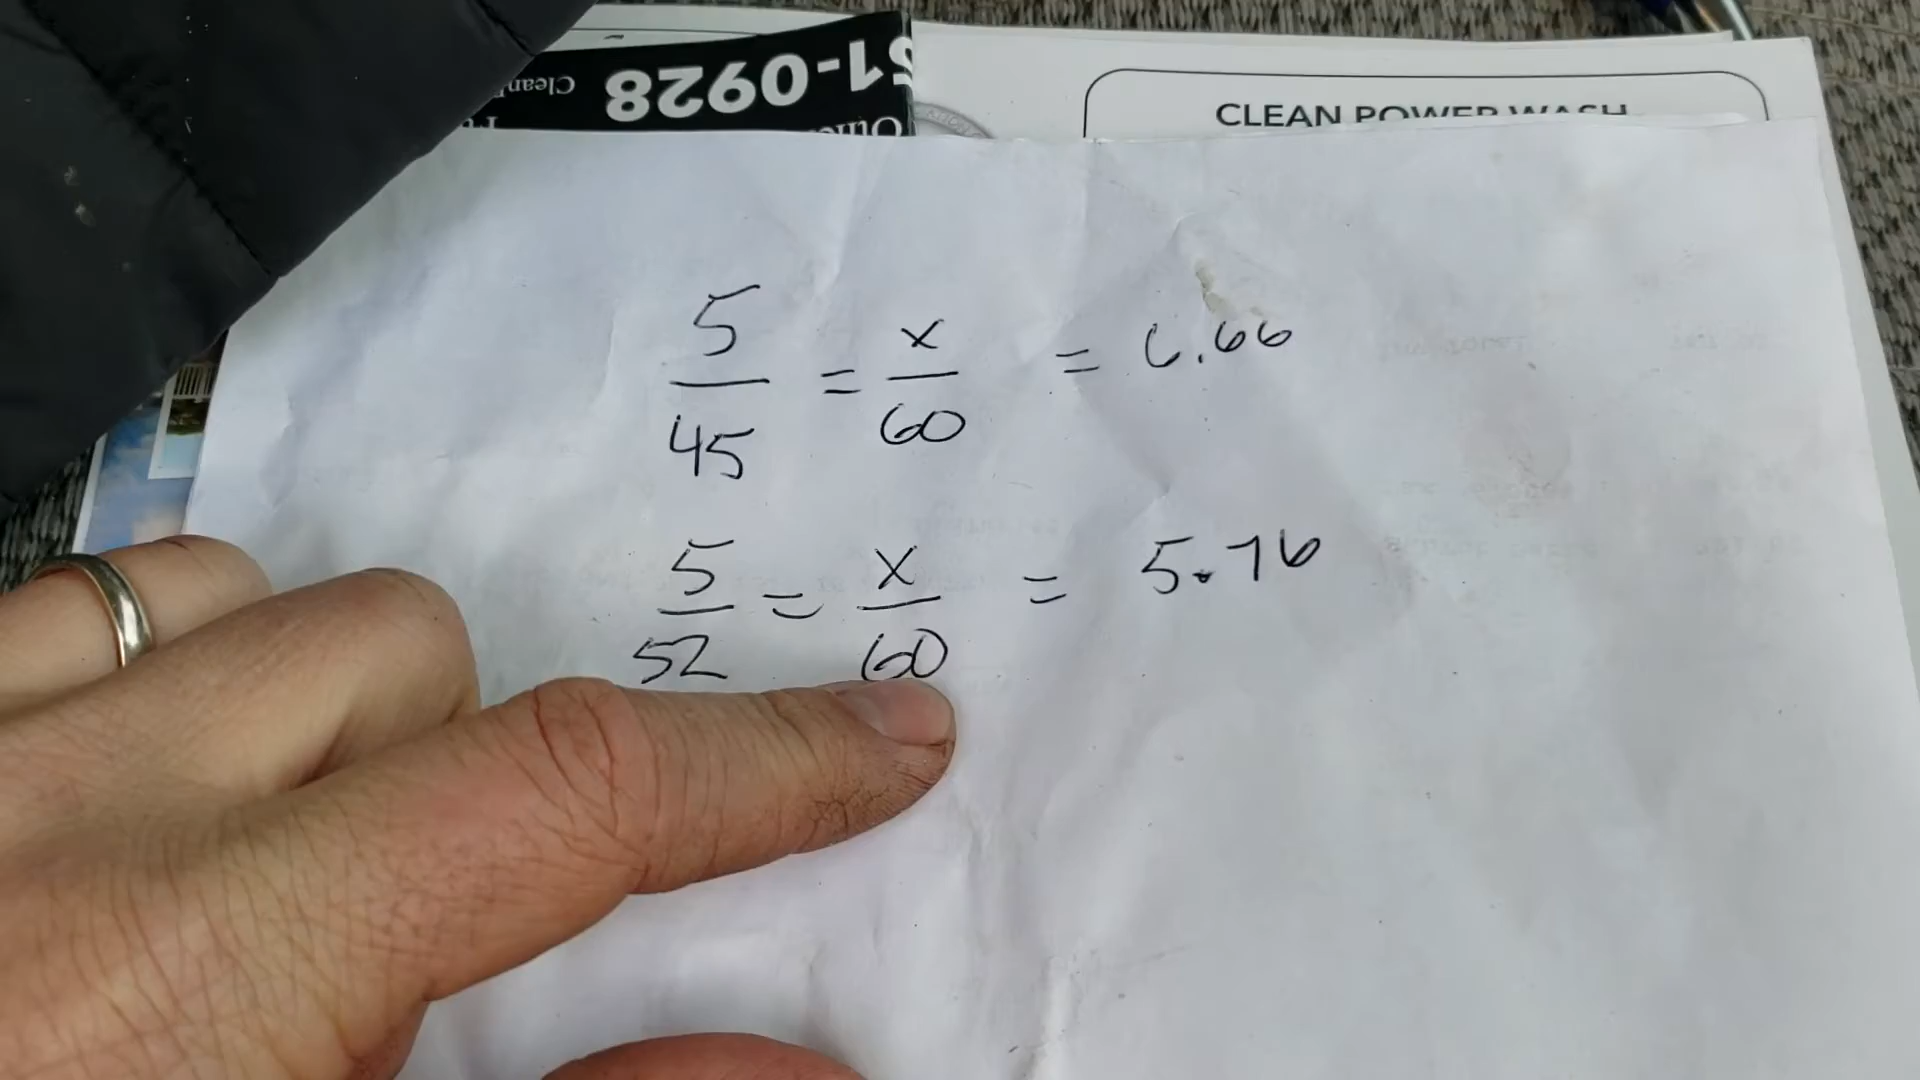 51-0928
CLEAN POWER WASH
5/45 = x/60 = 6.66
5/52 = x/60 = 5.76